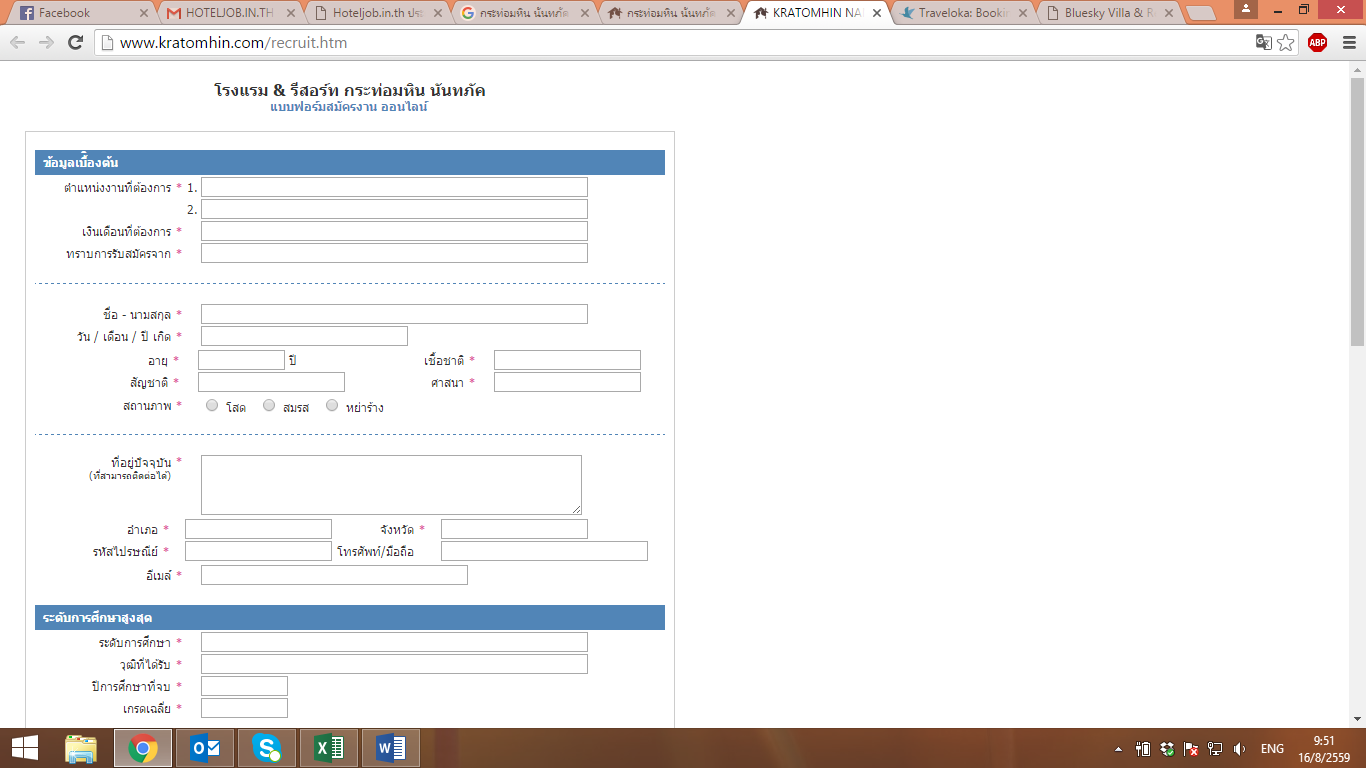 Facebook
HOTELJOB.IN.TH
Hoteljob.in.th ประ
กระท่อมหิน นันทภัค
กระท่อมหิน นันทภัค
KRATOMHIN NA
Traveloka: Bookin
Bluesky Villa & R
www.kratomhin.com/recruit.htm
ABP
โรงแรม & รีสอร์ท กระท่อมหิน นันทภัค
แบบฟอร์มสมัครงาน ออนไลน์
ข้อมูลเบื้องต้น
ตำแหน่งงานที่ต้องการ * 1.
2.
เงินเดือนที่ต้องการ *
ทราบการรับสมัครจาก *
ชื่อ - นามสกุล *
วัน / เดือน / ปี เกิด *
อายุ * ปี เชื้อชาติ *
สัญชาติ * ศาสนา *
สถานภาพ * โสด สมรส หย่าร้าง
ที่อยู่ปัจจุบัน *
(ที่สามารถติดต่อได้)
อำเภอ * จังหวัด *
รหัสไปรษณีย์ * โทรศัพท์/มือถือ
อีเมล์ *
ระดับการศึกษาสูงสุด
ระดับการศึกษา *
วุฒิที่ได้รับ *
ปีการศึกษาที่จบ *
เกรดเฉลี่ย *
ENG
9:51
16/8/2559